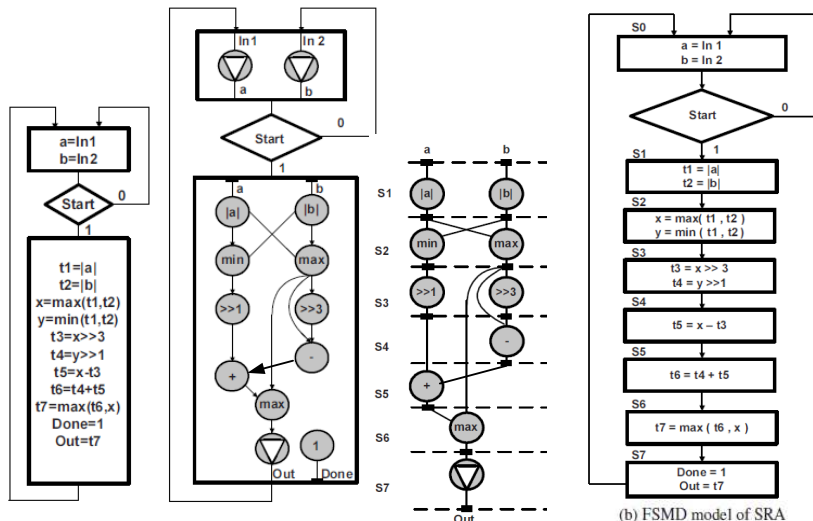 a=In1
b=In2
Start
0
1
t1=|a|
t2=|b|
x=max(t1,t2)
y=min(t1,t2)
t3=x>>3
t4=y>>1
t5=x-t3
t6=t4+t5
t7=max(t6,x)
Done=1
Out=t7
In1
In 2
a
b
Start
0
1
a
b
|a|
|b|
min
max
>>1
>>3
-
+
max
1
Out
Done
a
b
S1
|a|
|b|
S2
min
max
S3
>>1
>>3
S4
-
S5
+
S6
max
S7
Out
S0
a = In 1
b = In 2
Start
0
1
S1
t1 = |a|
t2 = |b|
S2
x = max( t1 , t2 )
y = min ( t1 , t2 )
S3
t3 = x >> 3
t4 = y >>1
S4
t5 = x – t3
S5
t6 = t4 + t5
S6
t7 = max ( t6 , x )
S7
Done = 1
Out = t7
(b) FSMD model of SRA